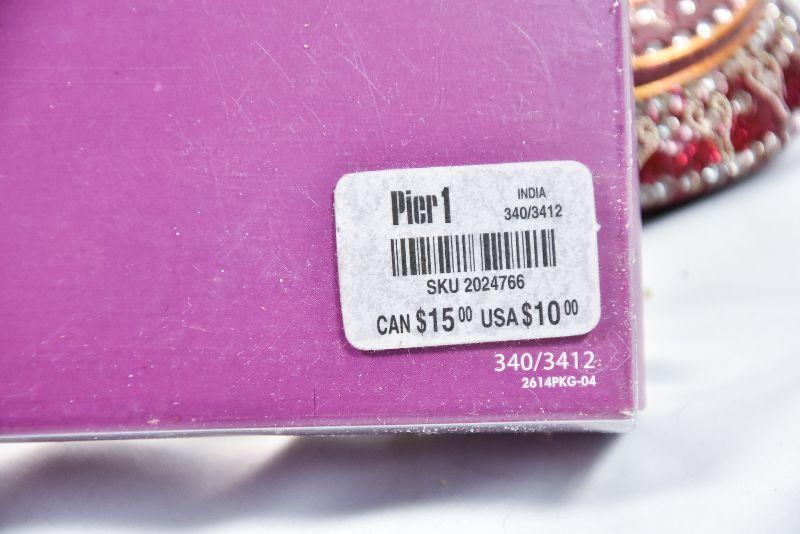 Pier 1
INDIA
340/3412
SKU 2024766
CAN $15.00 USA $10.00
340/3412
2614PKG-04